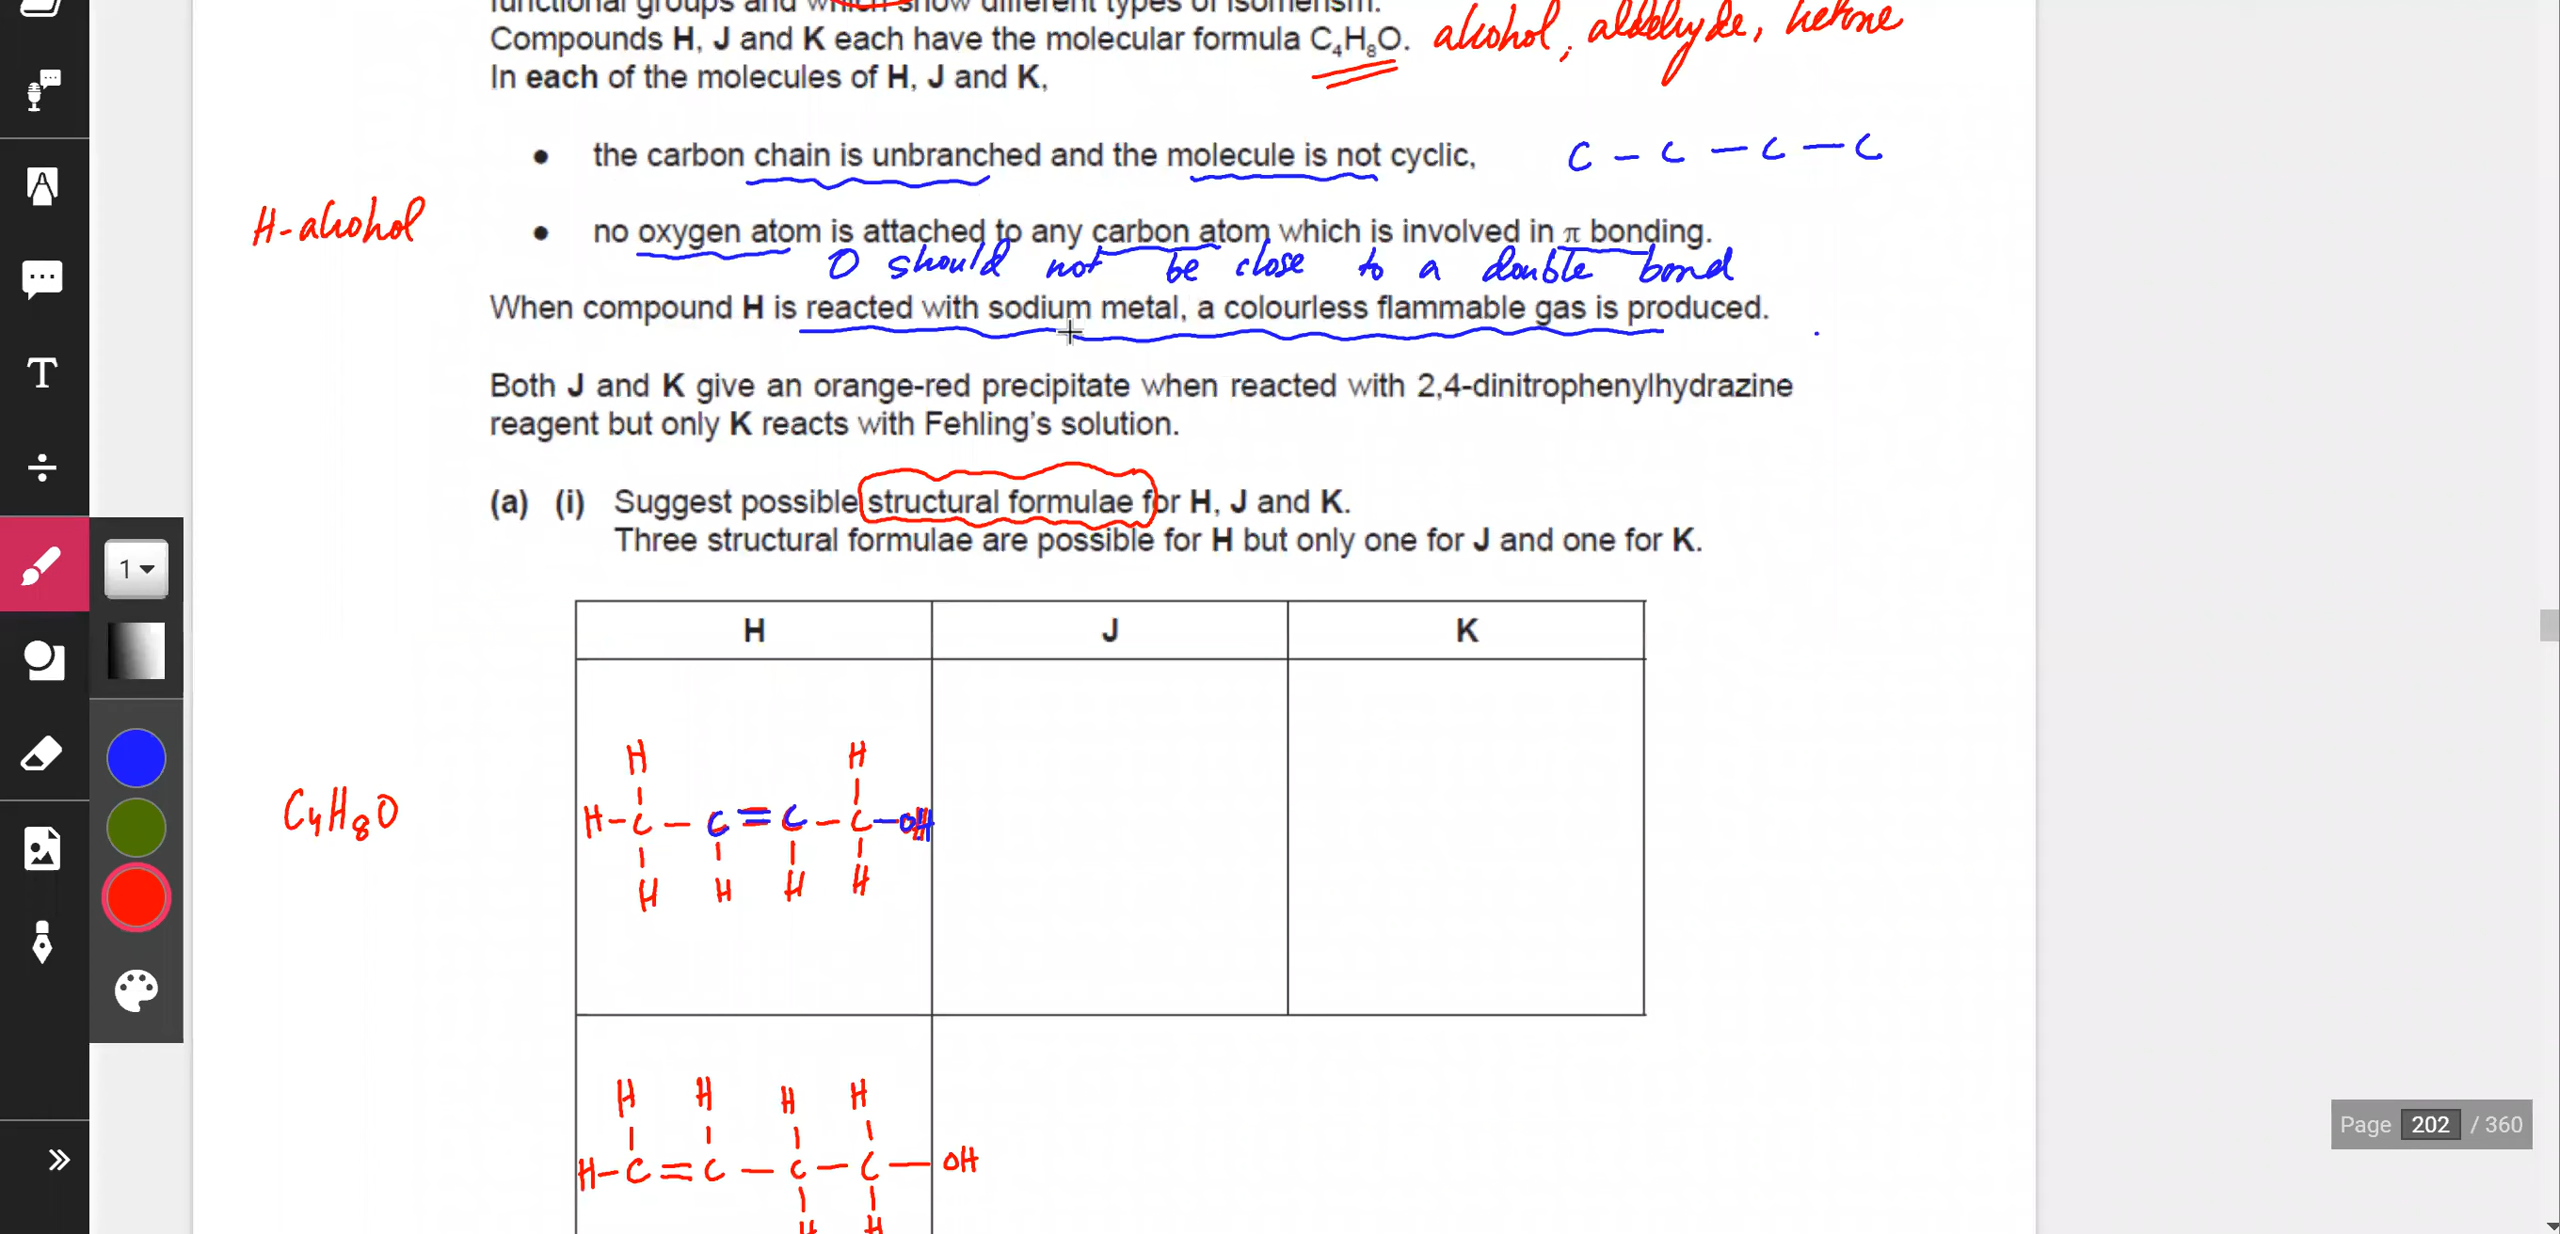 functional groups and which show different types of isomerism.
Compounds H, J and K each have the molecular formula C₄H₈O. alcohol, aldehyde, ketone
In each of the molecules of H, J and K,
• the carbon chain is unbranched and the molecule is not cyclic, C - C - C - C
H-alcohol
• no oxygen atom is attached to any carbon atom which is involved in π bonding.
O should not be close to a double bond
When compound H is reacted with sodium metal, a colourless flammable gas is produced.
Both J and K give an orange-red precipitate when reacted with 2,4-dinitrophenylhydrazine
reagent but only K reacts with Fehling's solution.
(a) (i) Suggest possible structural formulae for H, J and K.
Three structural formulae are possible for H but only one for J and one for K.
T
÷
1
H J K
H H
C₄H₈O H-C-C=C-C-OH
H H H H
H H H H
H-C=C-C-C-OH
H H
Page 202 / 360